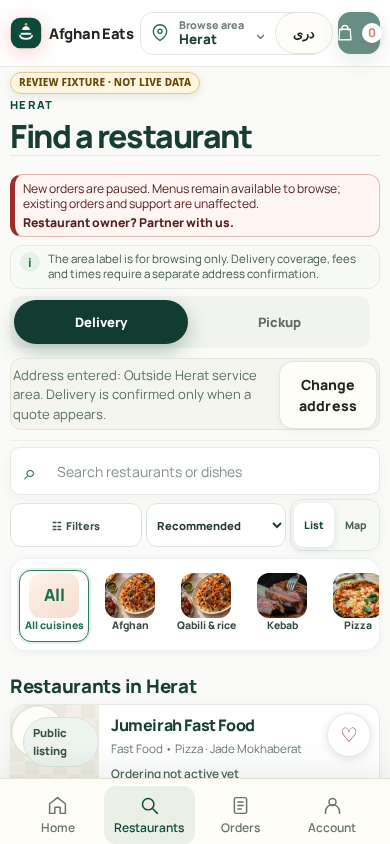 Afghan Eats
Browse area
Herat
دری
0
REVIEW FIXTURE · NOT LIVE DATA
HERAT
Find a restaurant
New orders are paused. Menus remain available to browse;
existing orders and support are unaffected.
Restaurant owner? Partner with us.
i
The area label is for browsing only. Delivery coverage, fees
and times require a separate address confirmation.
Delivery
Pickup
Address entered: Outside Herat service
area. Delivery is confirmed only when a
quote appears.
Change
address
Search restaurants or dishes
Filters
Recommended
List
Map
All
All cuisines
Afghan
Qabili & rice
Kebab
Pizza
Restaurants in Herat
Public
listing
Jumeirah Fast Food
Fast Food • Pizza · Jade Mokhaberat
Ordering not active yet
Home
Restaurants
Orders
Account